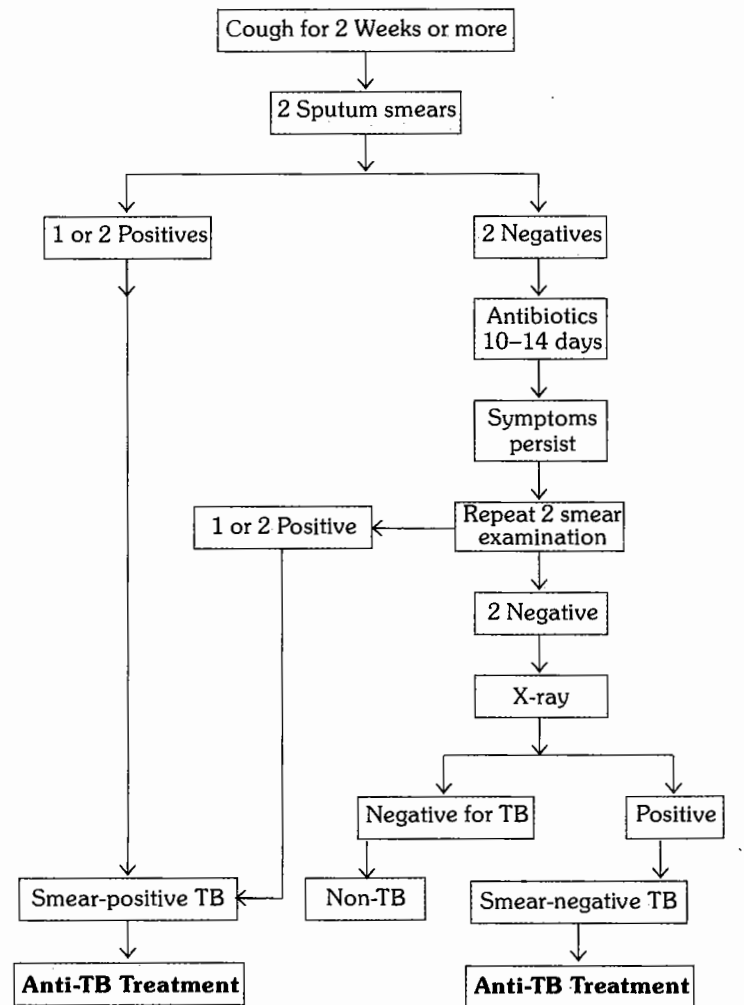 Cough for 2 Weeks or more
2 Sputum smears
1 or 2 Positives
2 Negatives
Antibiotics
10–14 days
Symptoms
persist
Repeat 2 smear
examination
1 or 2 Positive
2 Negative
X-ray
Negative for TB
Positive
Smear-positive TB
Non-TB
Smear-negative TB
Anti-TB Treatment
Anti-TB Treatment